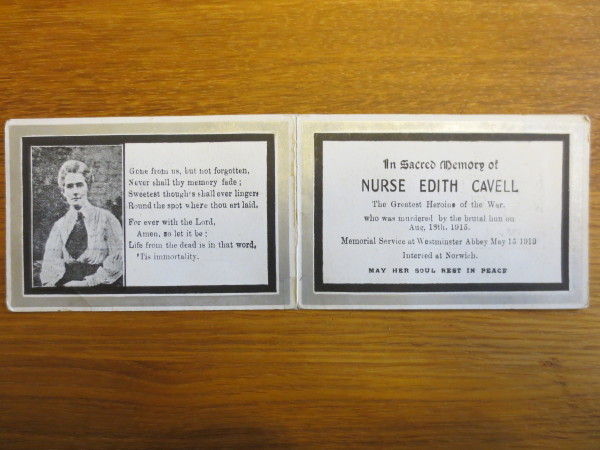 Gone from us, but not forgotten,
Never shall thy memory fade;
Sweetest thoughts shall ever linger
Round the spot where thou art laid.
For ever with the Lord,
Amen, so let it be;
Life from the dead is in that word,
'Tis immortality.
In Sacred Memory of
NURSE EDITH CAVELL
The Greatest Heroine of the War,
who was murdered by the brutal hun on
Aug. 13th, 1915.
Memorial Service at Westminster Abbey May 15 1919
Interred at Norwich.
MAY HER SOUL REST IN PEACE